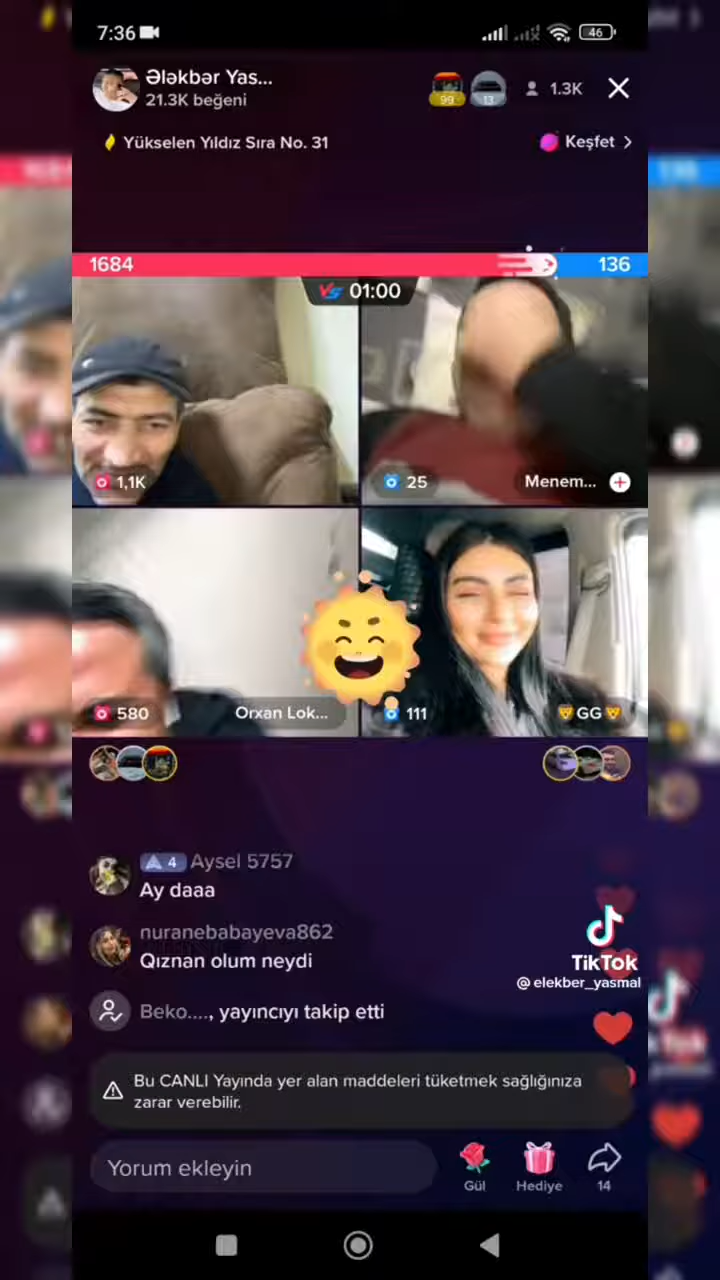 7:36
46
Ələkbər Yas...
21.3K beğeni
99
13
1.3K
Yükselen Yıldız Sıra No. 31
Keşfet
1684
136
VS 01:00
1,1K
25
Menem...
580
Orxan Lok...
111
GG
4 Aysel 5757
Ay daaa
nuranebabayeva862
Qıznan olum neydi
TikTok
@elekber_yasmal
Beko...., yayıncıyı takip etti
Bu CANLI Yayında yer alan maddeleri tüketmek sağlığınıza
zarar verebilir.
Yorum ekleyin
Gül
Hediye
14